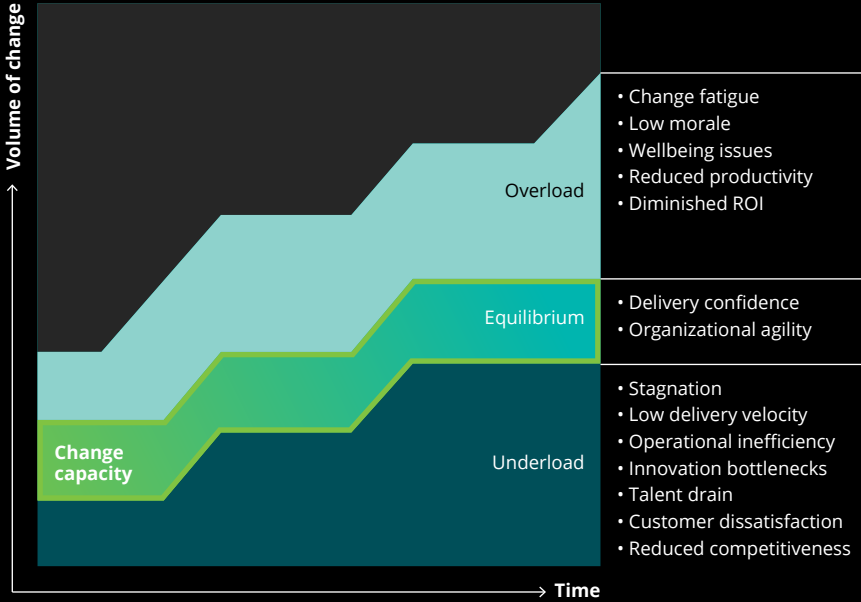 Volume of change
Overload
• Change fatigue
• Low morale
• Wellbeing issues
• Reduced productivity
• Diminished ROI
Equilibrium
• Delivery confidence
• Organizational agility
Change
capacity
Underload
• Stagnation
• Low delivery velocity
• Operational inefficiency
• Innovation bottlenecks
• Talent drain
• Customer dissatisfaction
• Reduced competitiveness
Time